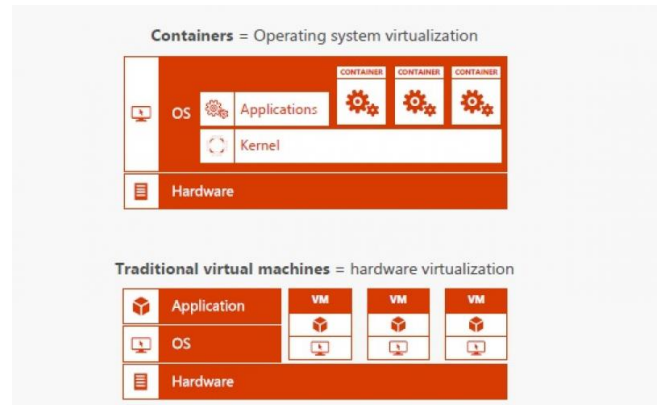 Containers = Operating system virtualization
CONTAINER CONTAINER CONTAINER
OS Applications
Kernel
Hardware
Traditional virtual machines = hardware virtualization
Application VM VM VM
OS
Hardware